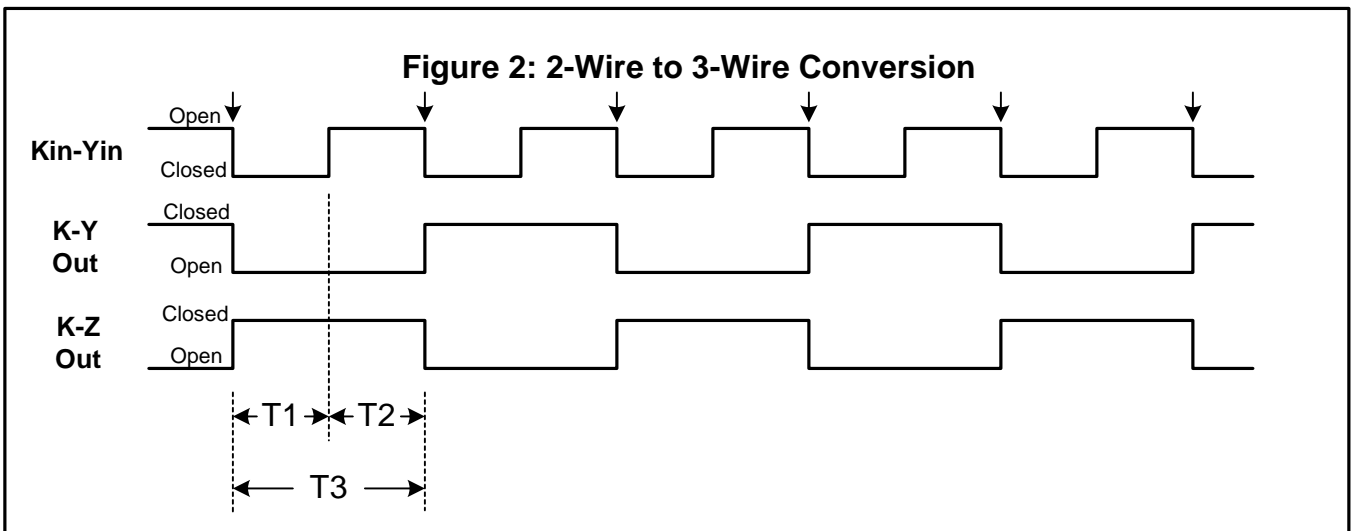 Figure 2: 2-Wire to 3-Wire Conversion
Open
Kin-Yin
Closed
Closed
K-Y
Out
Open
Closed
K-Z
Out
Open
T1
T2
T3